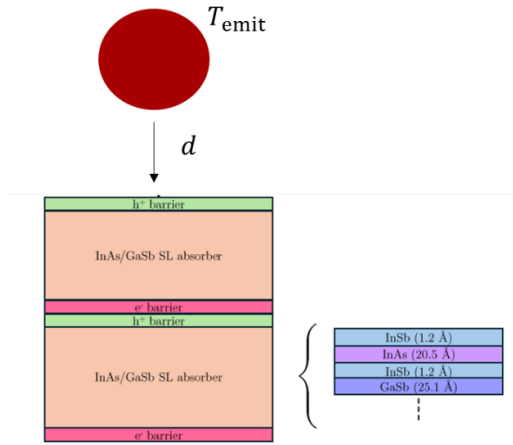 T_emit
d
h⁺ barrier
InAs/GaSb SL absorber
e⁻ barrier
h⁺ barrier
InAs/GaSb SL absorber
e⁻ barrier
InSb (1.2 Å)
InAs (20.5 Å)
InSb (1.2 Å)
GaSb (25.1 Å)